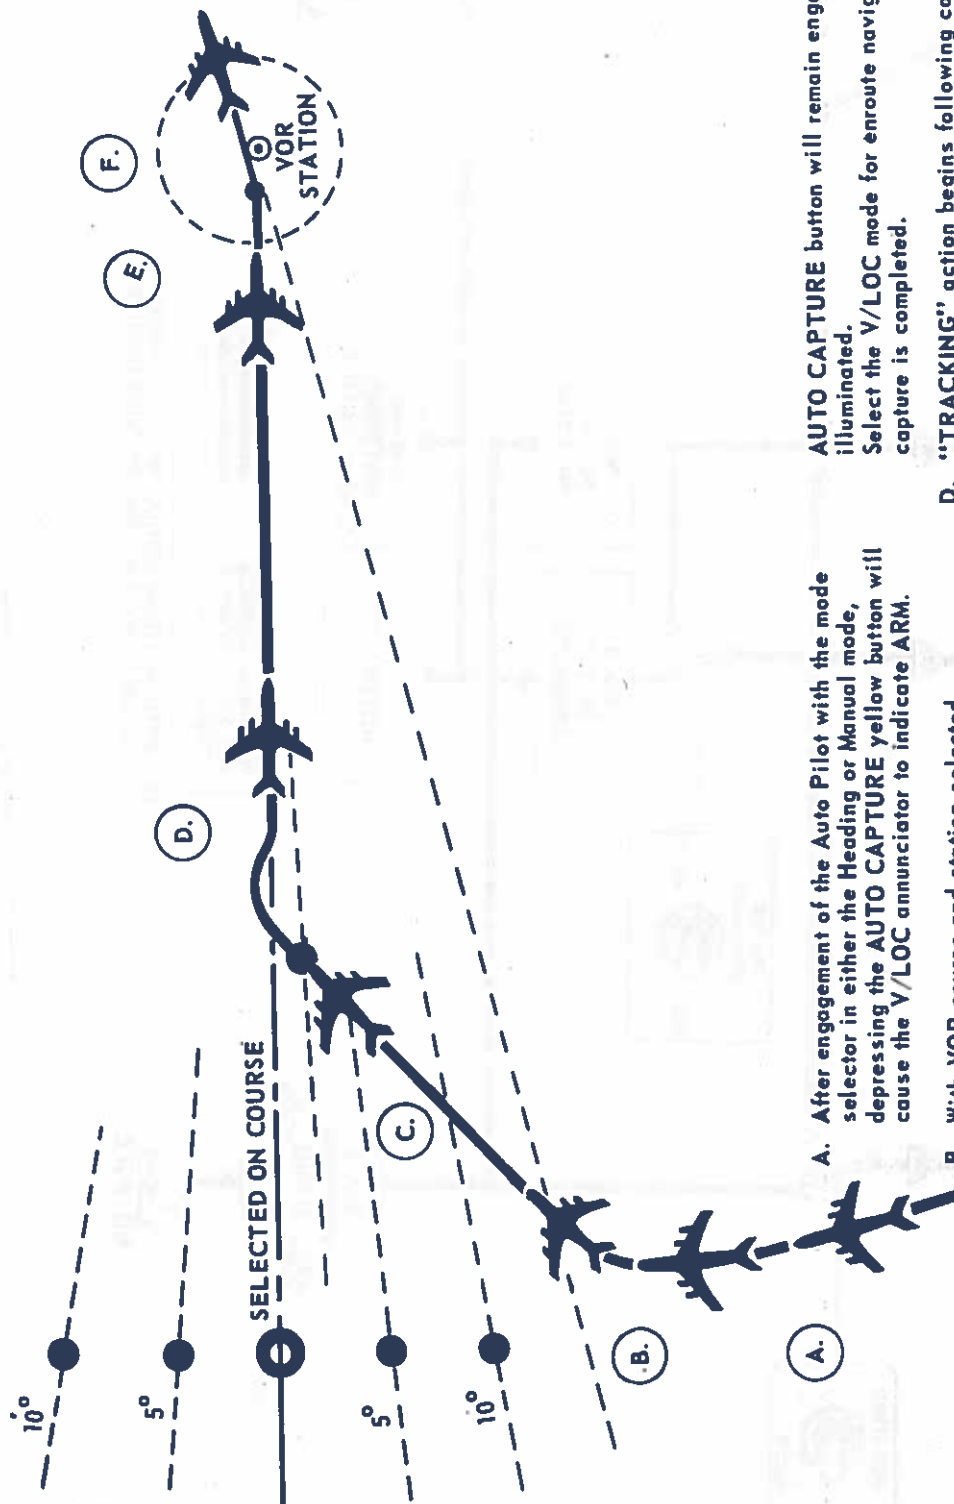 10°
5°
SELECTED ON COURSE
5°
10°
A.
B.
C.
D.
E.
F.
VOR
STATION
A. After engagement of the Auto Pilot with the mode
selector in either the Heading or Manual mode,
depressing the AUTO CAPTURE yellow button will
cause the V/LOC annunciator to indicate ARM.
AUTO CAPTURE button will remain
illuminated.
Select the V/LOC mode for enroute
capture is completed.
D. "TRACKING" action begins following